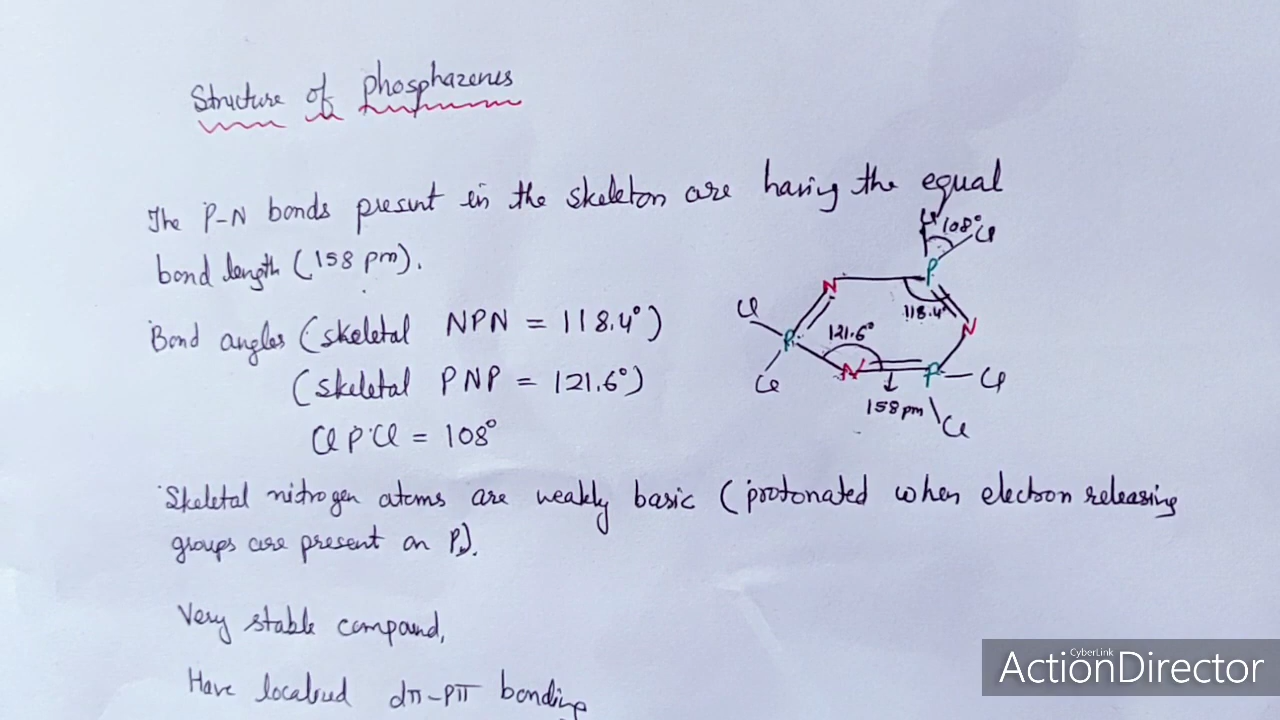 Structure of phosphazenes
The P-N bonds present in the skeleton are having the equal
bond length (158 pm).
Bond angles (skeletal NPN = 118.4°)
(skeletal PNP = 121.6°)
Cl P Cl = 108°
Cl 108° Cl
P
N
118.4°
Cl
121.6°
N
P
Cl
N
P
Cl
158 pm
Cl
Skeletal nitrogen atoms are weakly basic (protonated when electron releasing
groups are present on P).
Very stable compound,
Have localised dπ-pπ bonding
CyberLink
ActionDirector